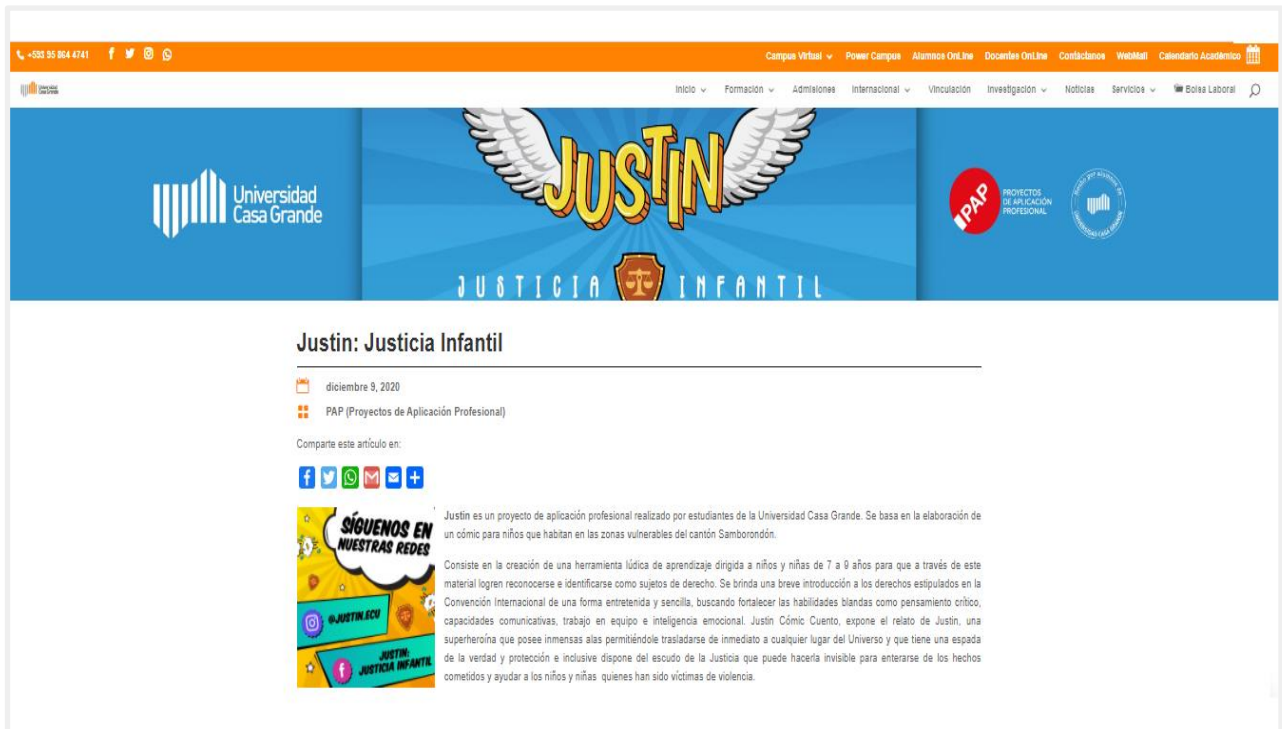 +593 95 864 4741
Campus Virtual Power Campus Alumnos OnLine Docentes OnLine Contáctanos WebMail Calendario Académico
Universidad
Casa Grande
Inicio Formación Admisiones Internacional Vinculación Investigación Noticias Servicios Bolsa Laboral
Universidad
Casa Grande
JUSTIN
JUSTICIA INFANTIL
PAP
PROYECTOS
DE APLICACIÓN
PROFESIONAL
UNIVERSIDAD CASA GRANDE
Justin: Justicia Infantil
diciembre 9, 2020
PAP (Proyectos de Aplicación Profesional)
Comparte este artículo en:
SÍGUENOS EN
NUESTRAS REDES
@JUSTIN.ECU
JUSTIN:
JUSTICIA INFANTIL
Justin es un proyecto de aplicación profesional realizado por estudiantes de la Universidad Casa Grande. Se basa en la elaboración de
un cómic para niños que habitan en las zonas vulnerables del cantón Samborondón.
Consiste en la creación de una herramienta lúdica de aprendizaje dirigida a niños y niñas de 7 a 9 años para que a través de este
material logren reconocerse e identificarse como sujetos de derecho. Se brinda una breve introducción a los derechos estipulados en la
Convención Internacional de una forma entretenida y sencilla, buscando fortalecer las habilidades blandas como pensamiento crítico,
capacidades comunicativas, trabajo en equipo e inteligencia emocional. Justin Cómic Cuento, expone el relato de Justin, una
superheroína que posee inmensas alas permitiéndole trasladarse de inmediato a cualquier lugar del Universo y que tiene una espada
de la verdad y protección e inclusive dispone del escudo de la Justicia que puede hacerla invisible para enterarse de los hechos
cometidos y ayudar a los niños y niñas quienes han sido víctimas de violencia.